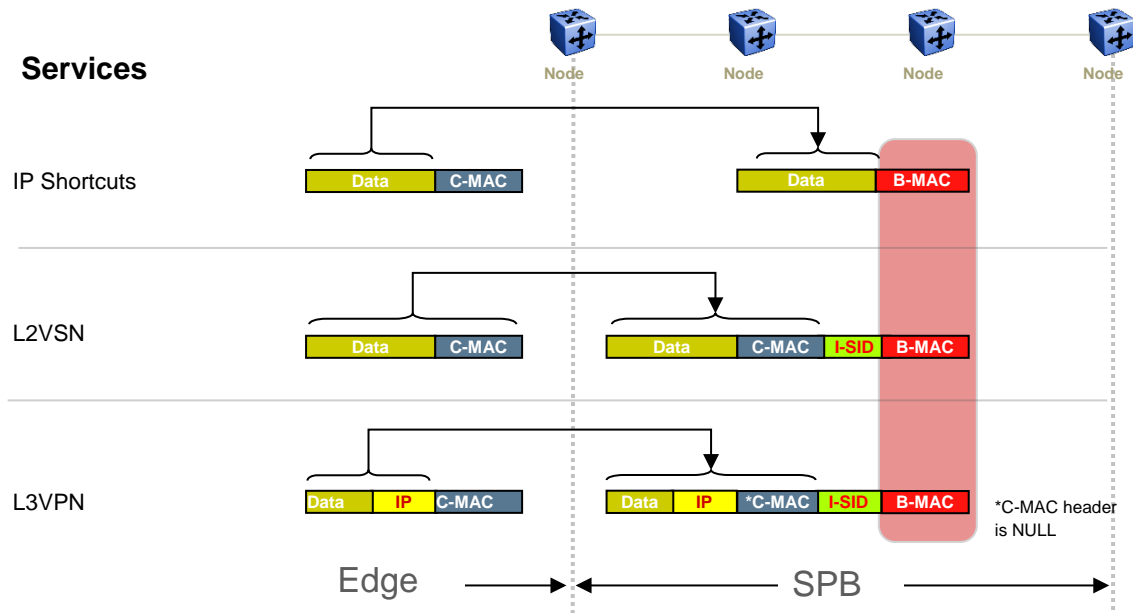 Services
Node
Node
Node
Node
IP Shortcuts
Data C-MAC
Data B-MAC
L2VSN
Data C-MAC
Data C-MAC I-SID B-MAC
L3VPN
Data IP C-MAC
Data IP *C-MAC I-SID B-MAC
*C-MAC header
is NULL
Edge
SPB